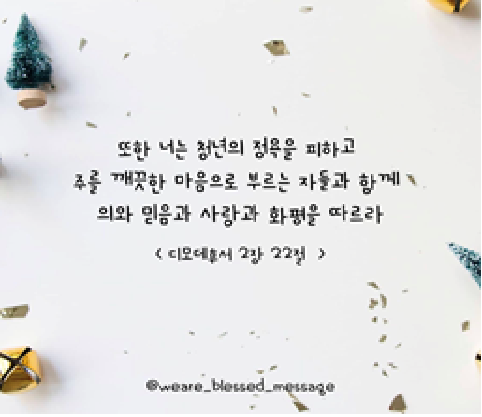 또한 너는 청년의 정욕을 피하고
주를 깨끗한 마음으로 부르는 자들과 함께
의와 믿음과 사랑과 화평을 따르라
< 디모데후서 2장 22절 >
@weare_blessed_message